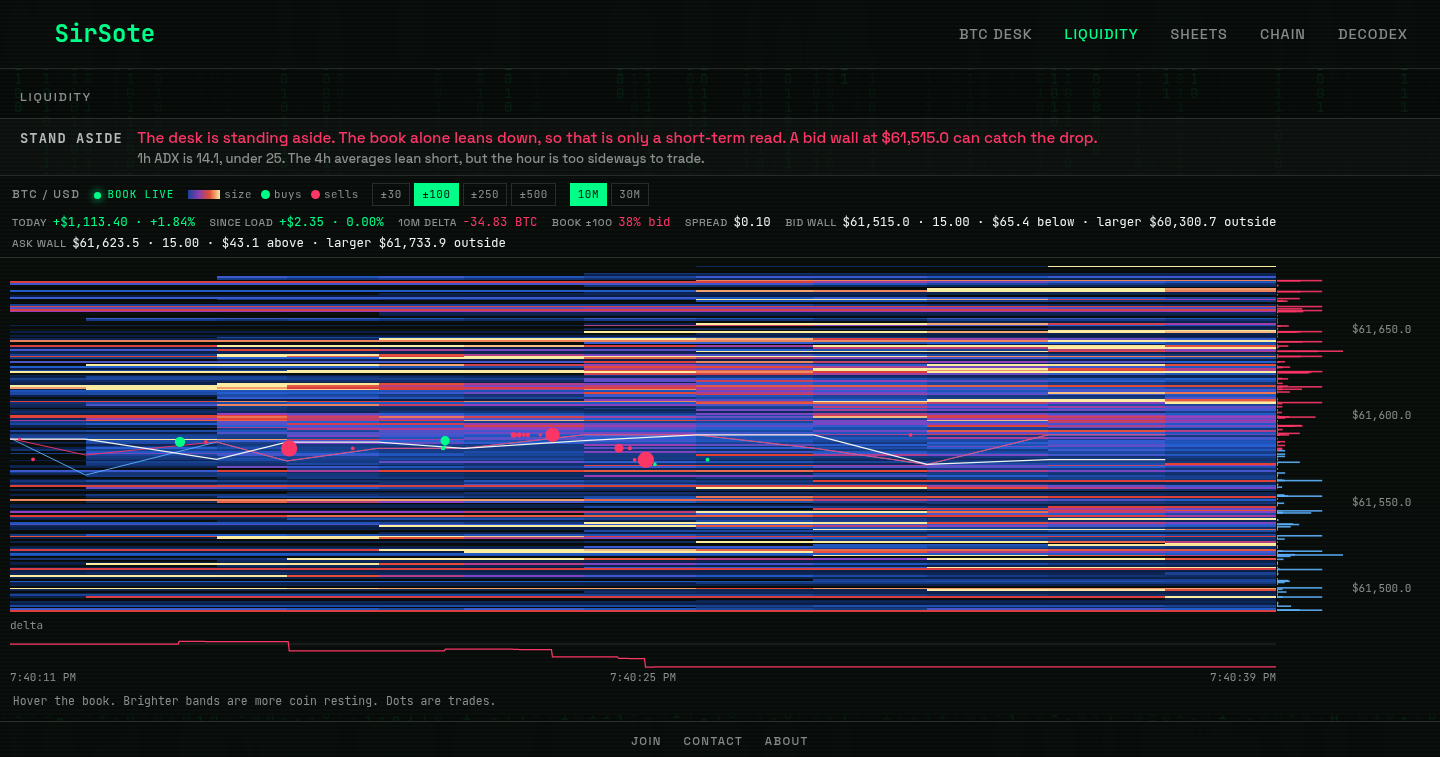 SirSote
BTC DESK LIQUIDITY SHEETS CHAIN DECODEX
LIQUIDITY
STAND ASIDE The desk is standing aside. The book alone leans down, so that is only a short-term read. A bid wall at $61,515.0 can catch the drop.
1h ADX is 14.1, under 25. The 4h averages lean short, but the hour is too sideways to trade.
BTC / USD BOOK LIVE size buys sells ±30 ±100 ±250 ±500 10M 30M
TODAY +$1,113.40 · +1.84% SINCE LOAD +$2.35 · 0.00% 10M DELTA -34.83 BTC BOOK ±100 38% bid SPREAD $0.10 BID WALL $61,515.0 · 15.00 · $65.4 below · larger $60,300.7 outside
ASK WALL $61,623.5 · 15.00 · $43.1 above · larger $61,733.9 outside
$61,650.0
$61,600.0
$61,550.0
$61,500.0
delta
7:40:11 PM 7:40:25 PM 7:40:39 PM
Hover the book. Brighter bands are more coin resting. Dots are trades.
JOIN CONTACT ABOUT